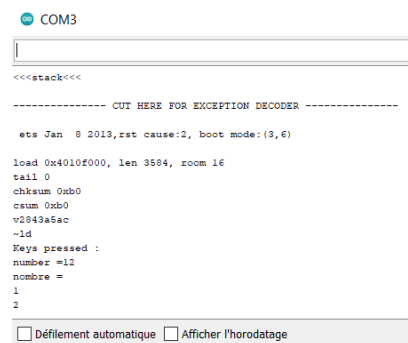 COM3
<<<stack<<<
--------------- CUT HERE FOR EXCEPTION DECODER ---------------
ets Jan  8 2013,rst cause:2, boot mode:(3,6)
load 0x4010f000, len 3584, room 16
tail 0
chksum 0xb0
csum 0xb0
v2843a5ac
~ld
Keys pressed :
number =12
nombre =
1
2
Défilement automatique Afficher l'horodatage